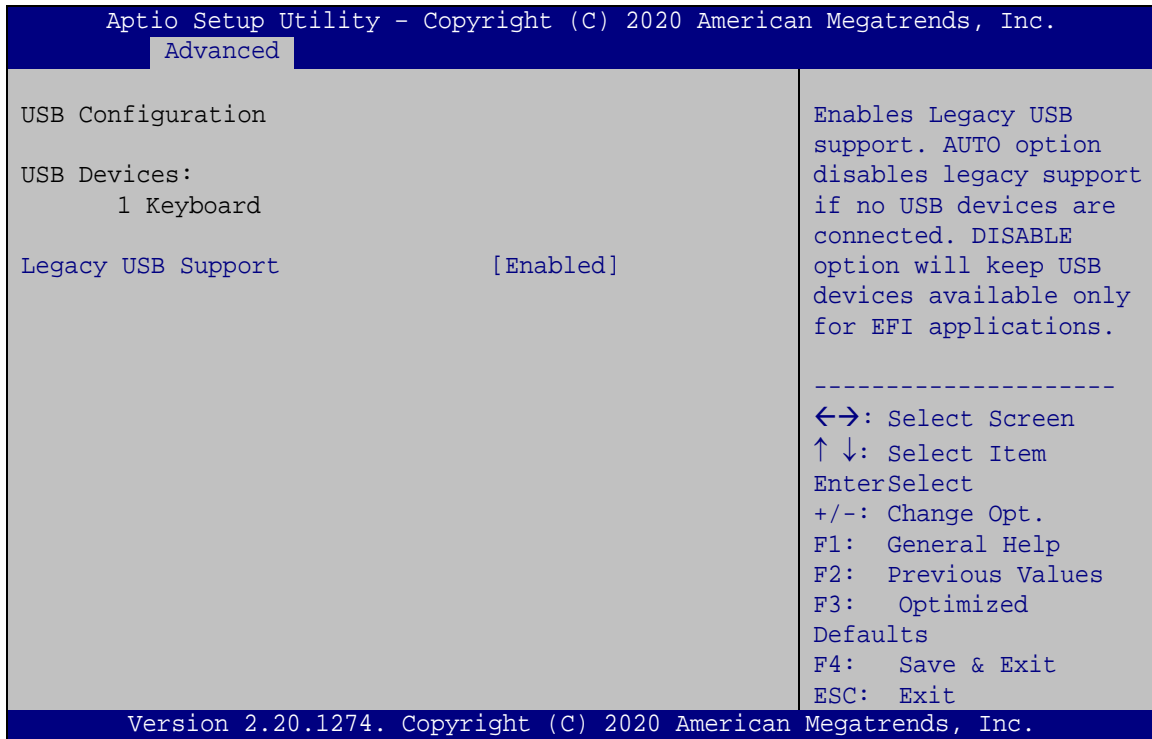 Aptio Setup Utility – Copyright (C) 2020 American Megatrends, Inc.
Advanced
USB Configuration
USB Devices:
1 Keyboard
Legacy USB Support [Enabled]
Enables Legacy USB
support. AUTO option
disables legacy support
if no USB devices are
connected. DISABLE
option will keep USB
devices available only
for EFI applications.
---------------------
←→: Select Screen
↑ ↓: Select Item
EnterSelect
+/-: Change Opt.
F1: General Help
F2: Previous Values
F3: Optimized
Defaults
F4: Save & Exit
ESC: Exit
Version 2.20.1274. Copyright (C) 2020 American Megatrends, Inc.